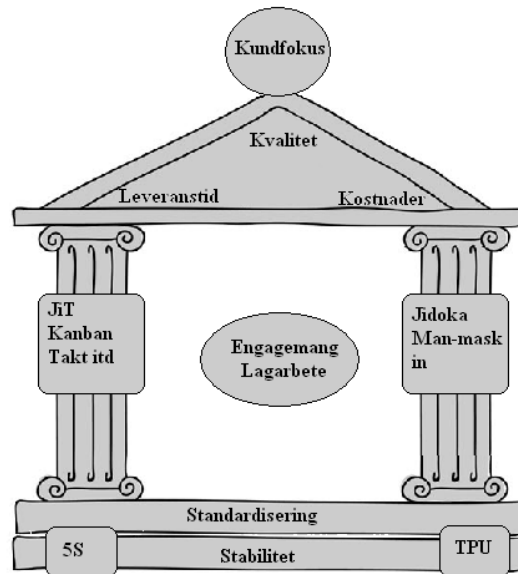 Kundfokus
Kvalitet
Leveranstid
Kostnader
JiT
Kanban
Takt itd
Engagemang
Lagarbete
Jidoka
Man-mask
in
Standardisering
5S
Stabilitet
TPU